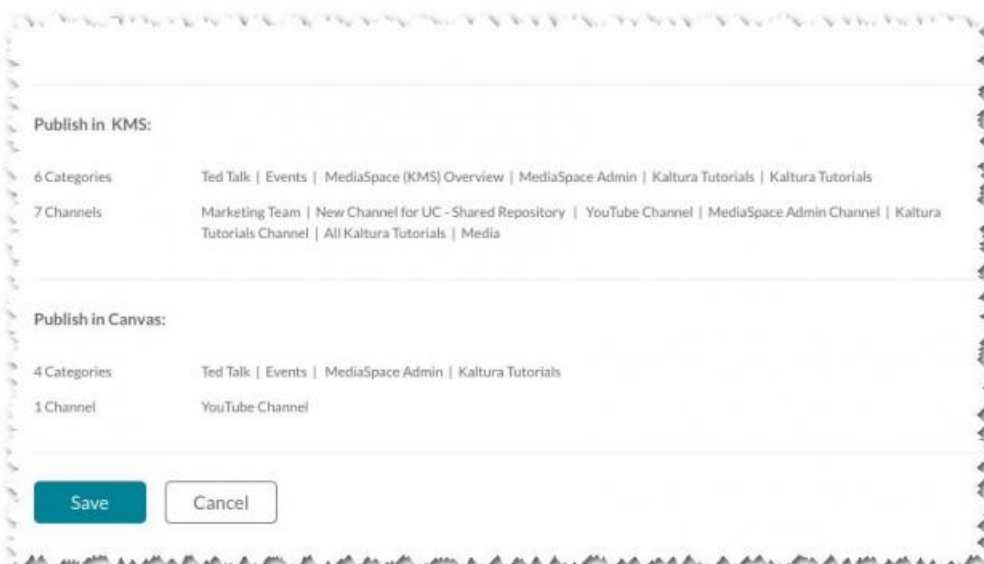 Publish in KMS:
6 Categories Ted Talk | Events | MediaSpace (KMS) Overview | MediaSpace Admin | Kaltura Tutorials | Kaltura Tutorials
7 Channels Marketing Team | New Channel for UC - Shared Repository | YouTube Channel | MediaSpace Admin Channel | Kaltura
Tutorials Channel | All Kaltura Tutorials | Media
Publish in Canvas:
4 Categories Ted Talk | Events | MediaSpace Admin | Kaltura Tutorials
1 Channel YouTube Channel
Save Cancel